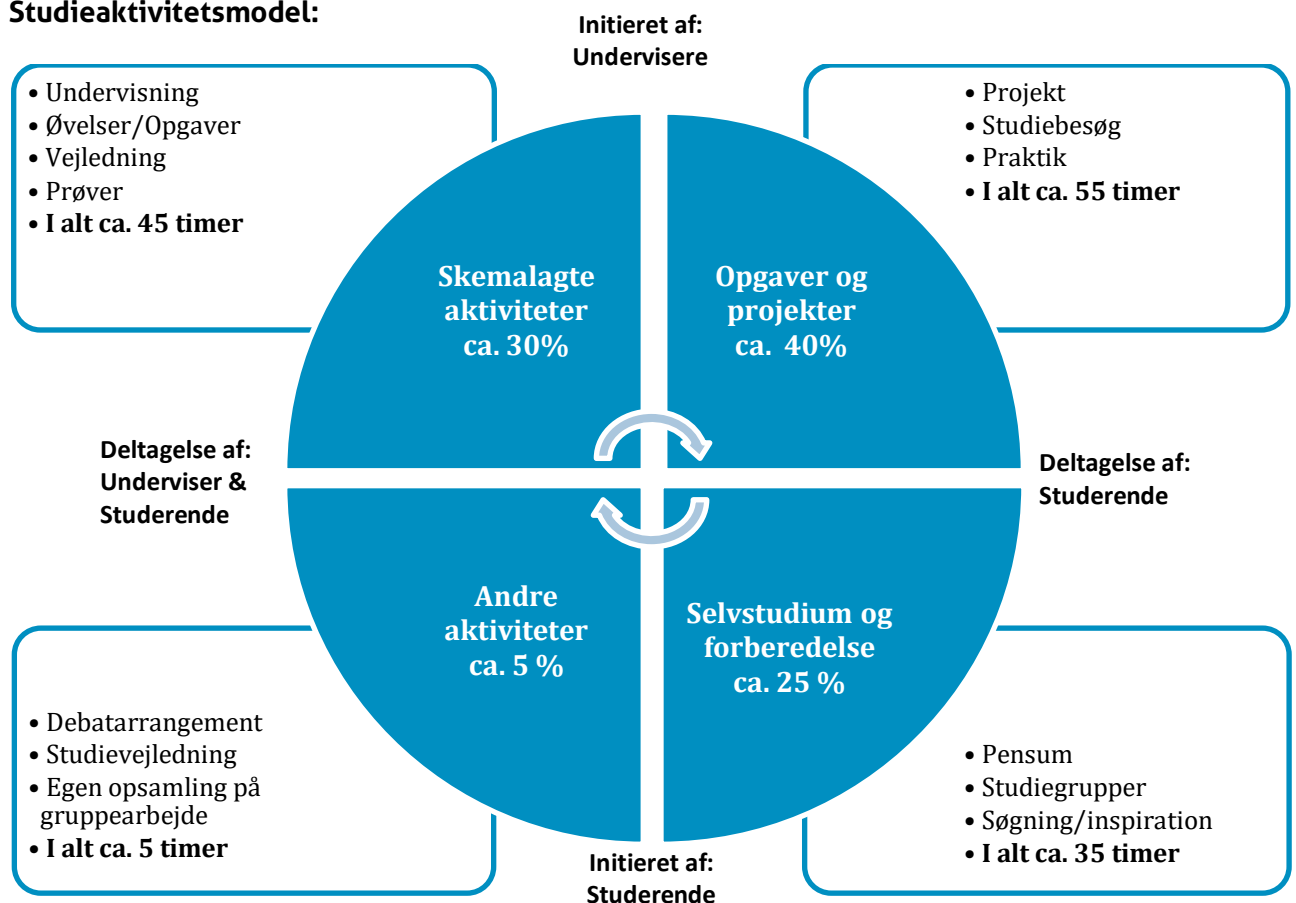 Studieaktivitetsmodel:
Initieret af:
Undervisere
• Undervisning
• Øvelser/Opgaver
• Vejledning
• Prøver
• I alt ca. 45 timer
• Projekt
• Studiebesøg
• Praktik
• I alt ca. 55 timer
Skemalagte
aktiviteter
ca. 30%
Opgaver og
projekter
ca. 40%
Deltagelse af:
Underviser &
Studerende
Deltagelse af:
Studerende
Andre
aktiviteter
ca. 5 %
Selvstudium og
forberedelse
ca. 25 %
• Debatarrangement
• Studievejledning
• Egen opsamling på
gruppearbejde
• I alt ca. 5 timer
• Pensum
• Studiegrupper
• Søgning/inspiration
• I alt ca. 35 timer
Initieret af:
Studerende